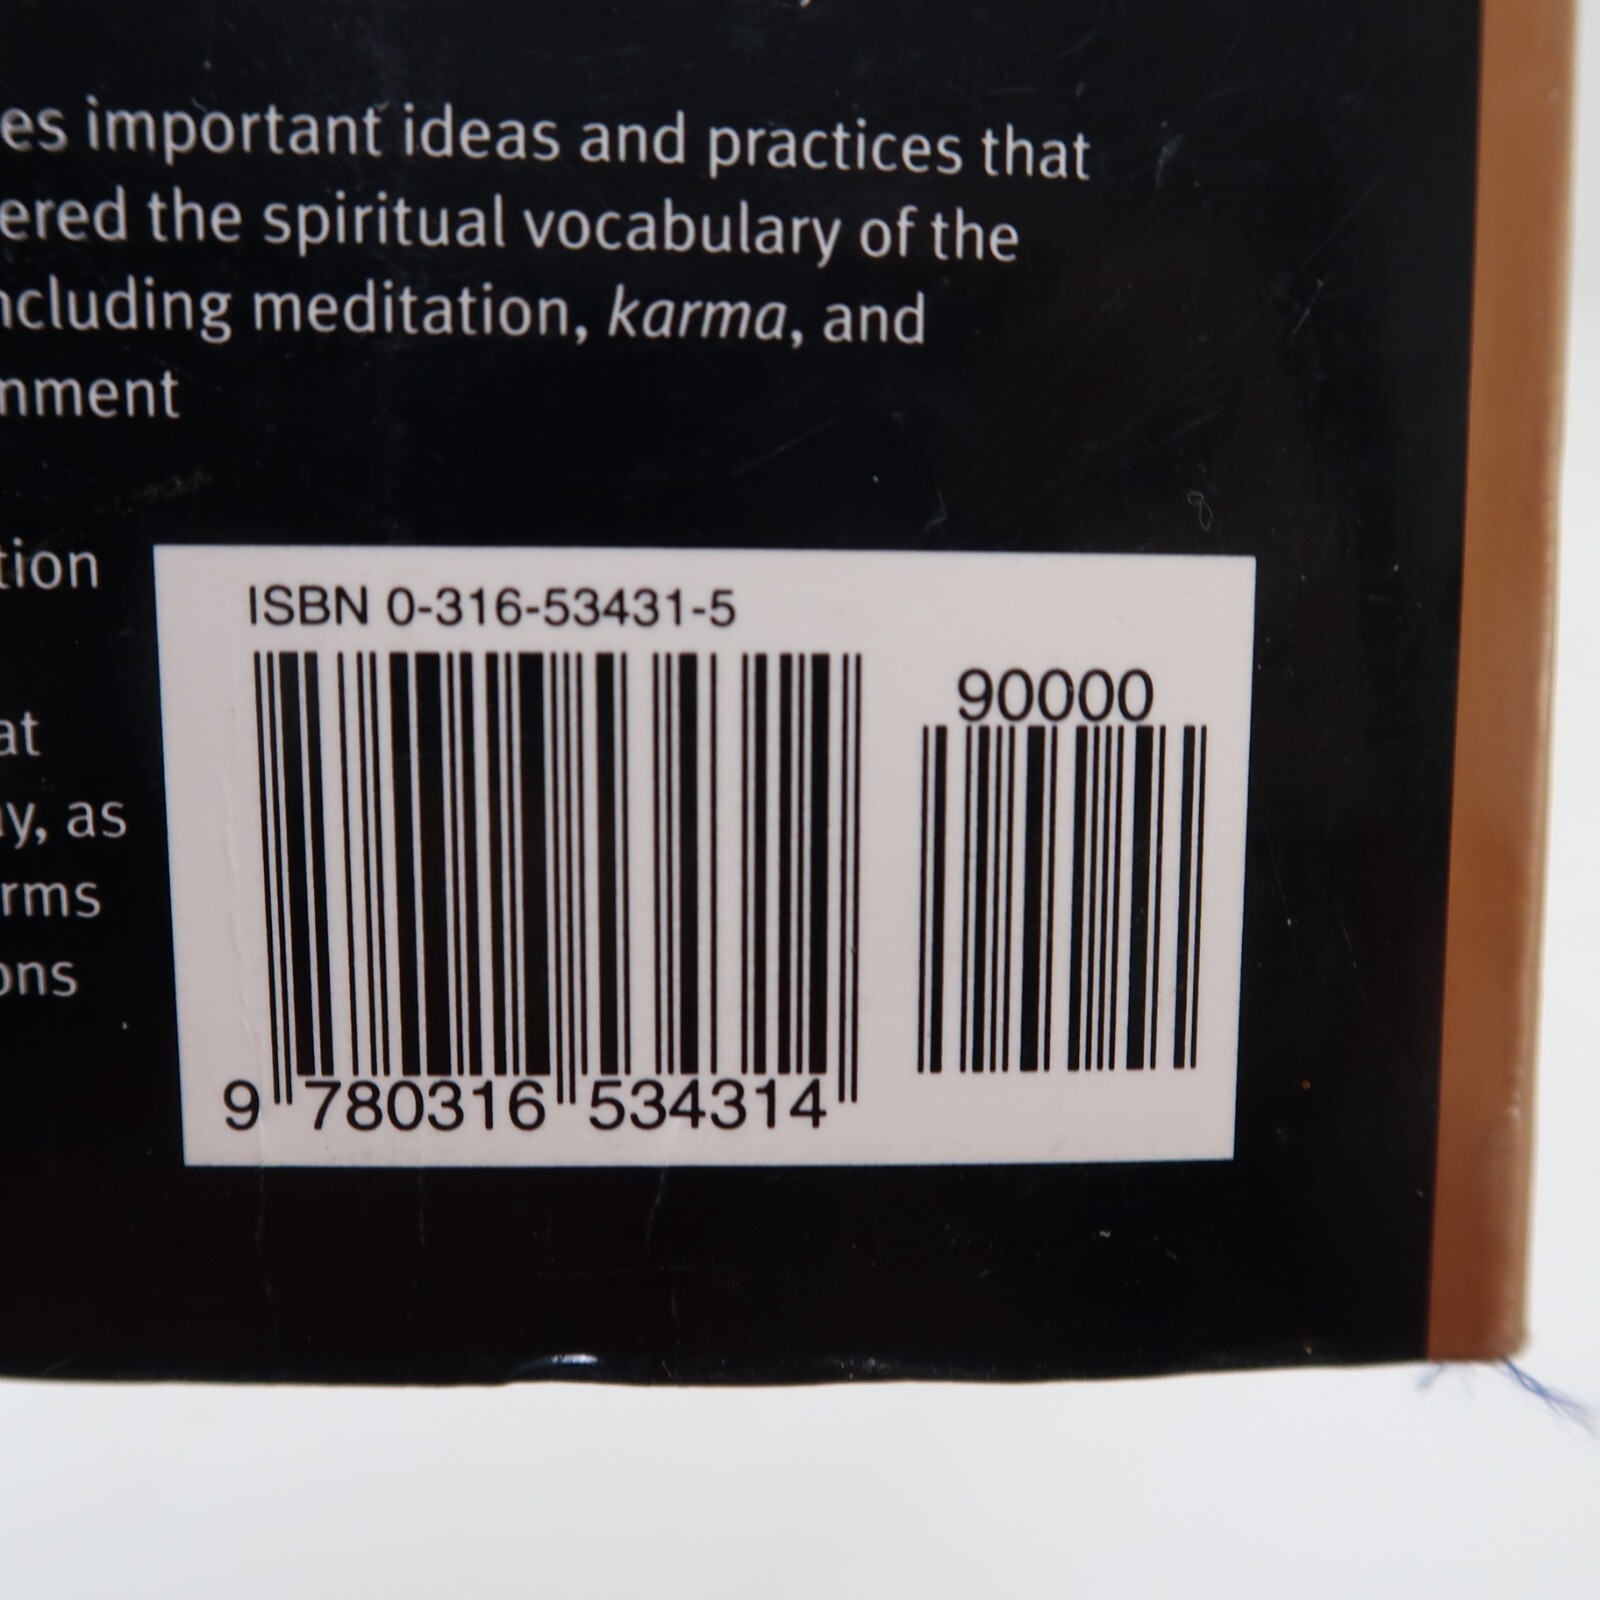 es important ideas and practices that
ered the spiritual vocabulary of the
ncluding meditation, karma, and
nment
tion
ISBN 0-316-53431-5
90000
at
y, as
rms
ons
9 780316 534314